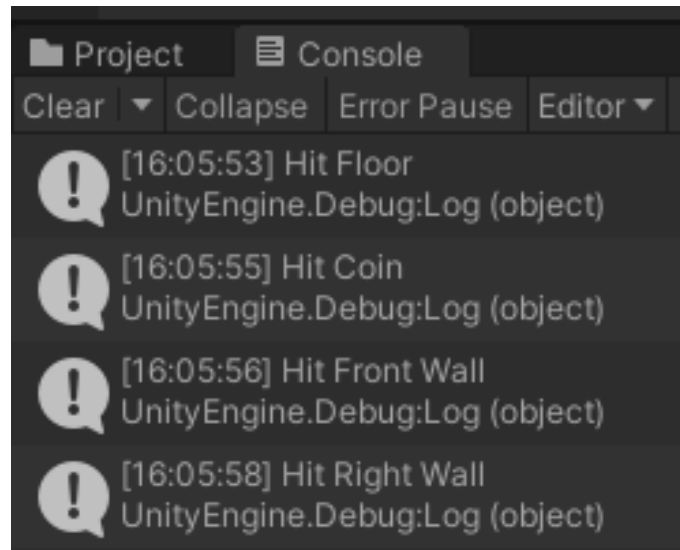 Project Console
Clear Collapse Error Pause Editor
[16:05:53] Hit Floor
UnityEngine.Debug:Log (object)
[16:05:55] Hit Coin
UnityEngine.Debug:Log (object)
[16:05:56] Hit Front Wall
UnityEngine.Debug:Log (object)
[16:05:58] Hit Right Wall
UnityEngine.Debug:Log (object)